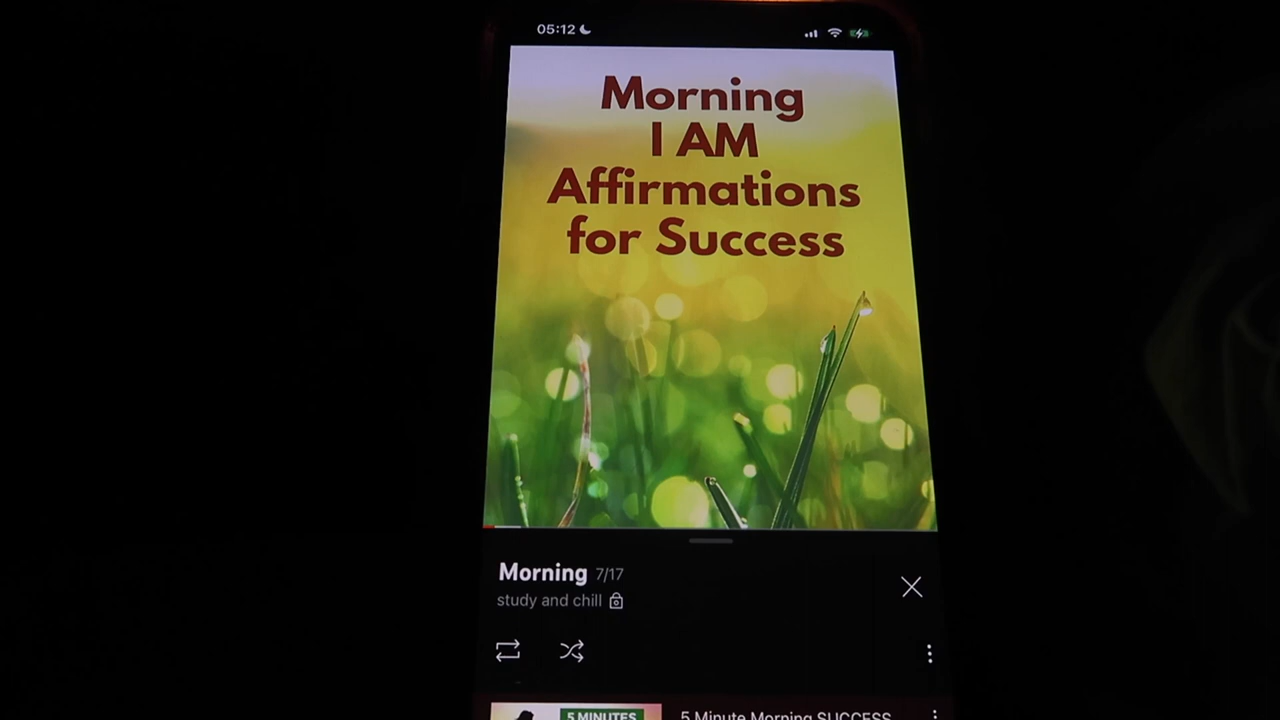 05:12
Morning
I AM
Affirmations
for Success
Morning 7/17
study and chill
5 MINUTES
5 Minute Morning SUCCESS